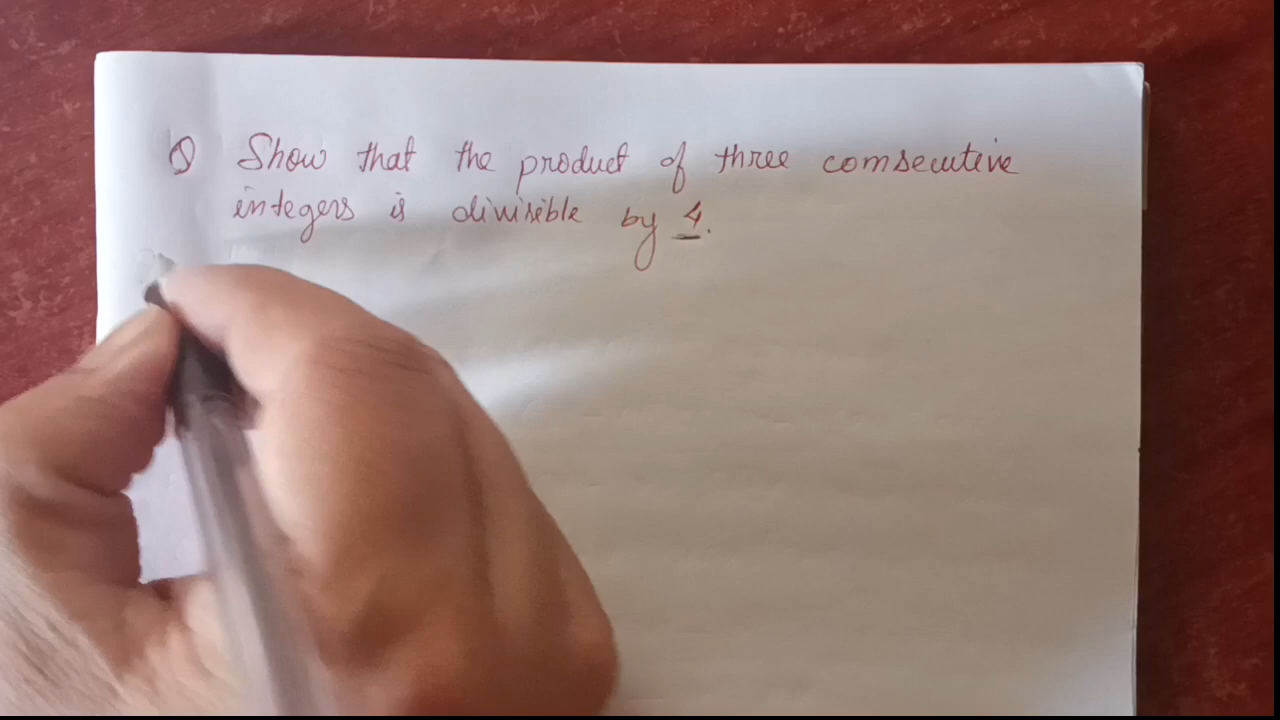 Q Show that the product of three comsecutive
integers is divisible by 4.